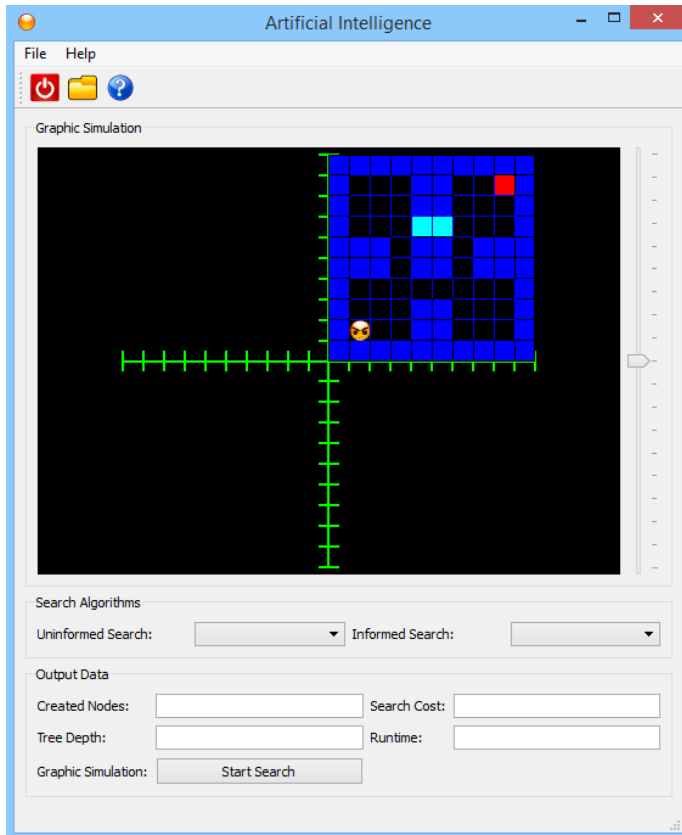 Artificial Intelligence
File Help
Graphic Simulation
Search Algorithms
Uninformed Search: Informed Search:
Output Data
Created Nodes: Search Cost:
Tree Depth: Runtime:
Graphic Simulation: Start Search